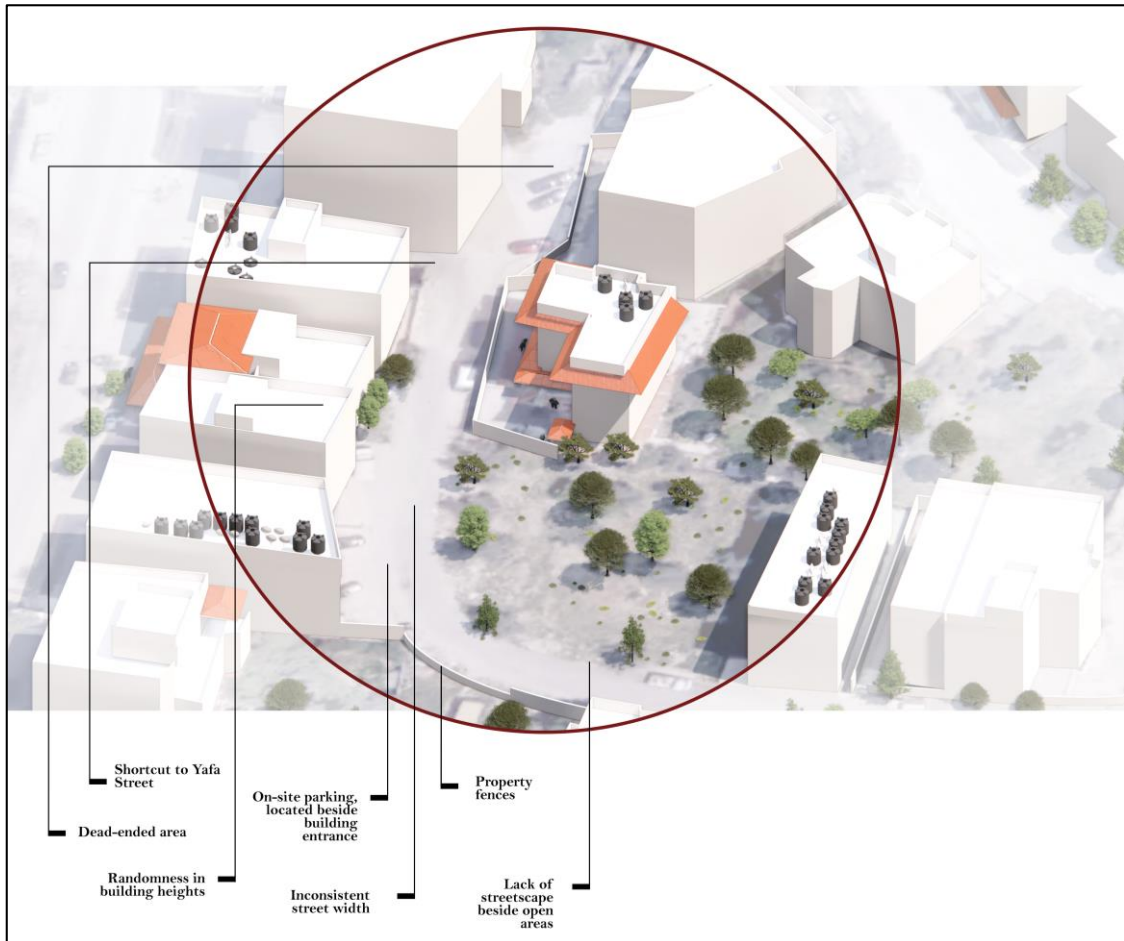 Shortcut to Yafa
Street
Dead-ended area
Randomness in
building heights
On-site parking,
located beside
building
entrance
Inconsistent
street width
Property
fences
Lack of
streetscape
beside open
areas